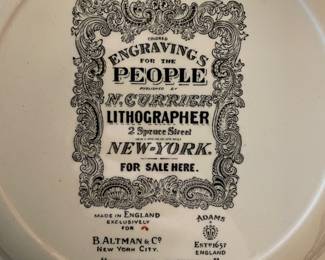 COLORED
ENGRAVINGS
FOR THE
PEOPLE
PUBLISHED BY
N. CURRIER
LITHOGRAPHER
2 Spruce Street
NEW-YORK.
FOR SALE HERE.
MADE IN ENGLAND
EXCLUSIVELY
FOR
B. ALTMAN & Cº
NEW YORK CITY.
ADAMS
ESTD 1657
ENGLAND